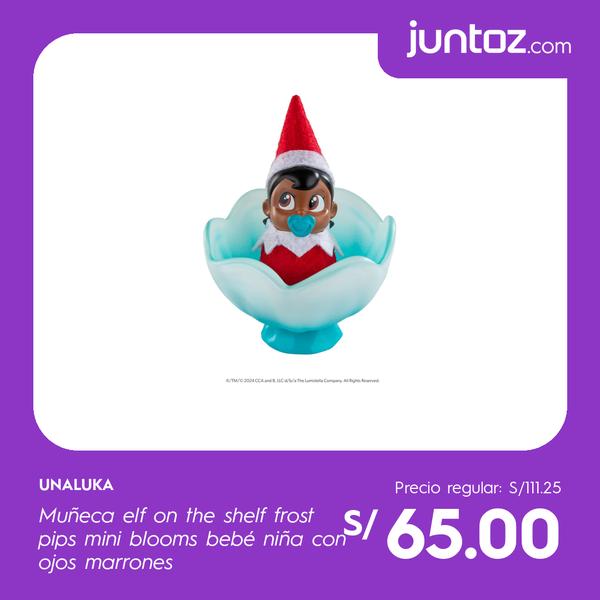 juntoz.com
®/™/© 2024 CCA and B, LLC d/b/a The Lumistella Company. All Rights Reserved.
UNALUKA
Muñeca elf on the shelf frost
pips mini blooms bebé niña con
ojos marrones
Precio regular: S/111.25
S/ 65.00